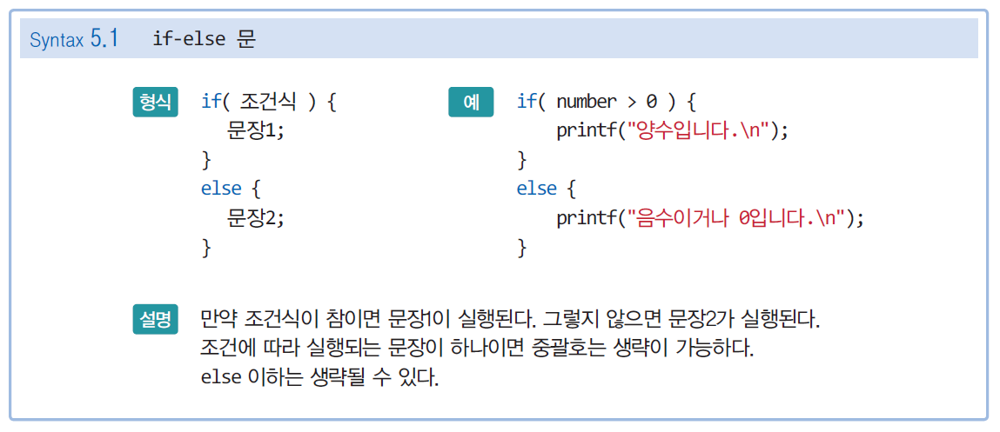 Syntax 5.1 if-else 문
형식
if( 조건식 ) {
문장1;
}
else {
문장2;
}
예
if( number > 0 ) {
printf("양수입니다.\n");
}
else {
printf("음수이거나 0입니다.\n");
}
설명
만약 조건식이 참이면 문장1이 실행된다. 그렇지 않으면 문장2가 실행된다.
조건에 따라 실행되는 문장이 하나이면 중괄호는 생략이 가능하다.
else 이하는 생략될 수 있다.